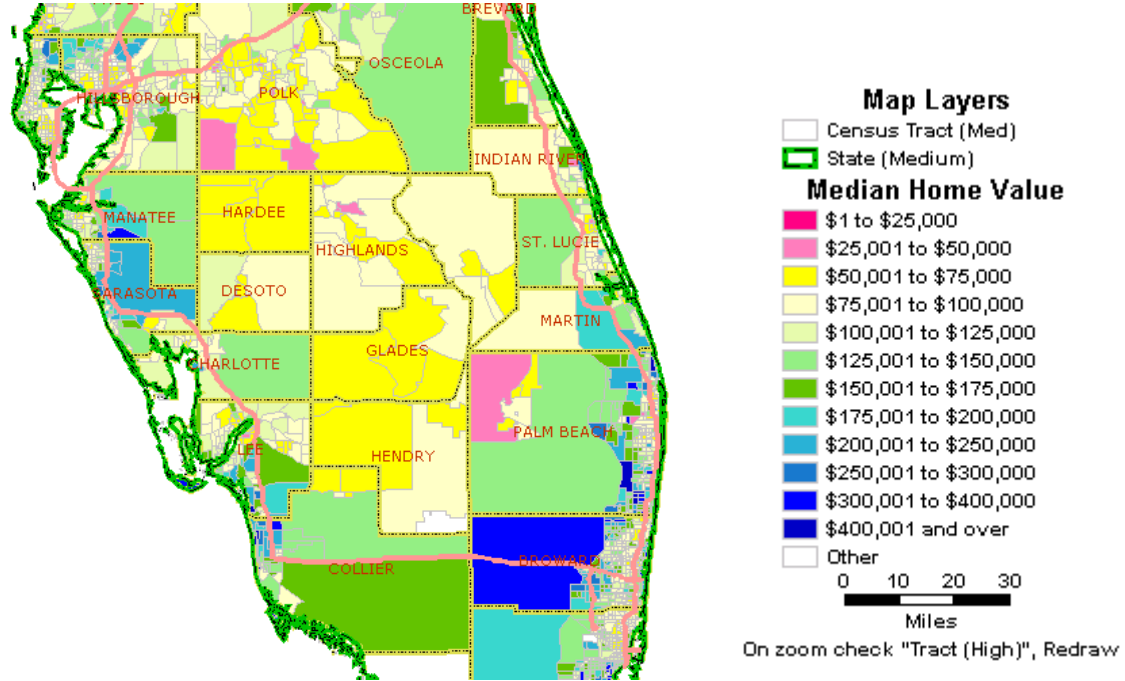 BREVARD
OSCEOLA
POLK
HILLSBOROUGH
INDIAN RIVER
MANATEE
HARDEE
HIGHLANDS
ST. LUCIE
SARASOTA
DESOTO
MARTIN
GLADES
CHARLOTTE
PALM BEACH
LEE
HENDRY
BROWARD
COLLIER
Map Layers
Census Tract (Med)
State (Medium)
Median Home Value
$1 to $25,000
$25,001 to $50,000
$50,001 to $75,000
$75,001 to $100,000
$100,001 to $125,000
$125,001 to $150,000
$150,001 to $175,000
$175,001 to $200,000
$200,001 to $250,000
$250,001 to $300,000
$300,001 to $400,000
$400,001 and over
Other
0 10 20 30
Miles
On zoom check "Tract (High)", Redraw